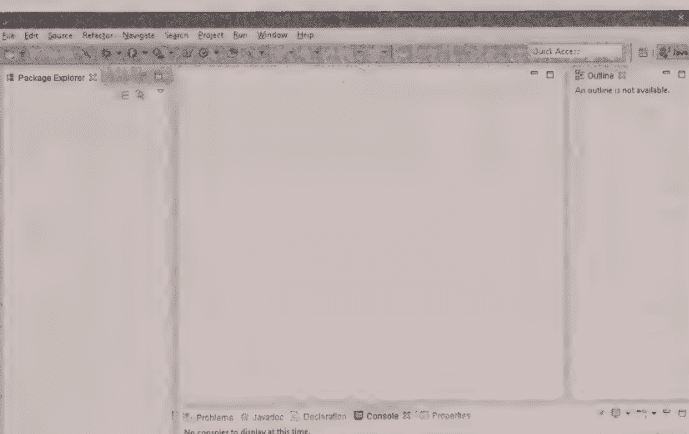 File Edit Source Refactor Navigate Search Project Run Window Help
Quick Access
Java
Package Explorer
Outline
An outline is not available.
Problems Javadoc Declaration Console Properties
No consoles to display at this time.